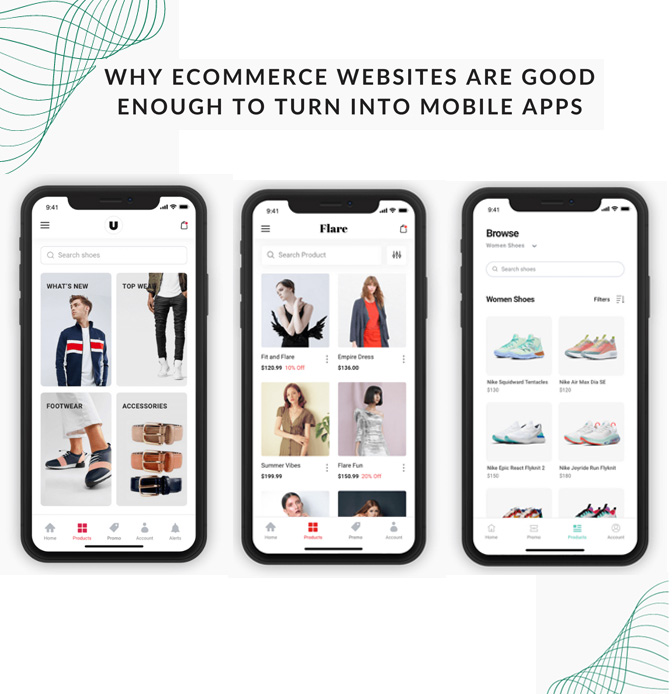 WHY ECOMMERCE WEBSITES ARE GOOD
ENOUGH TO TURN INTO MOBILE APPS
9:41
U
Search shoes
WHAT'S NEW
TOP WEAR
FOOTWEAR
ACCESSORIES
Home Products Promo Account Alerts
9:41
Flare
Search Product
Fit and Flare
$120.99 10% Off
Empire Dress
$136.00
Summer Vibes
$199.99
Flare Fun
$150.99 20% Off
Home Products Promo Account
9:41
Browse
Women Shoes
Search shoes
Women Shoes Filters
Nike Squidward Tentacles
$130
Nike Air Max Dia SE
$120
Nike Epic React Flyknit 2
$150
Nike Joyride Run Flyknit
$180
Home Promo Products Account